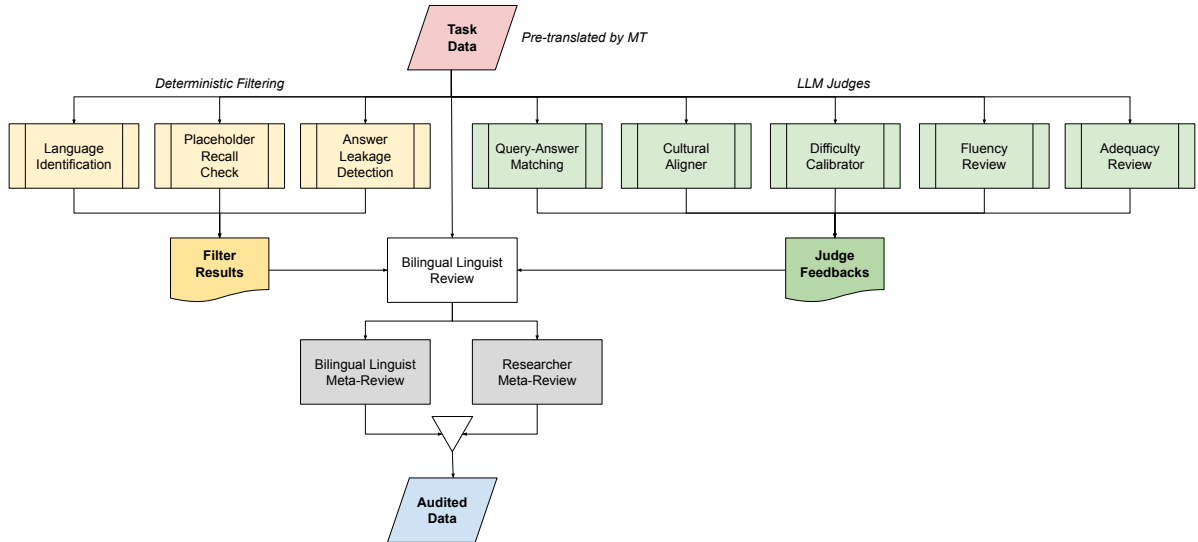 Task
Data
Pre-translated by MT
Deterministic Filtering
LLM Judges
Language
Identification
Placeholder
Recall
Check
Answer
Leakage
Detection
Query-Answer
Matching
Cultural
Aligner
Difficulty
Calibrator
Fluency
Review
Adequacy
Review
Filter
Results
Bilingual Linguist
Review
Judge
Feedbacks
Bilingual Linguist
Meta-Review
Researcher
Meta-Review
Audited
Data